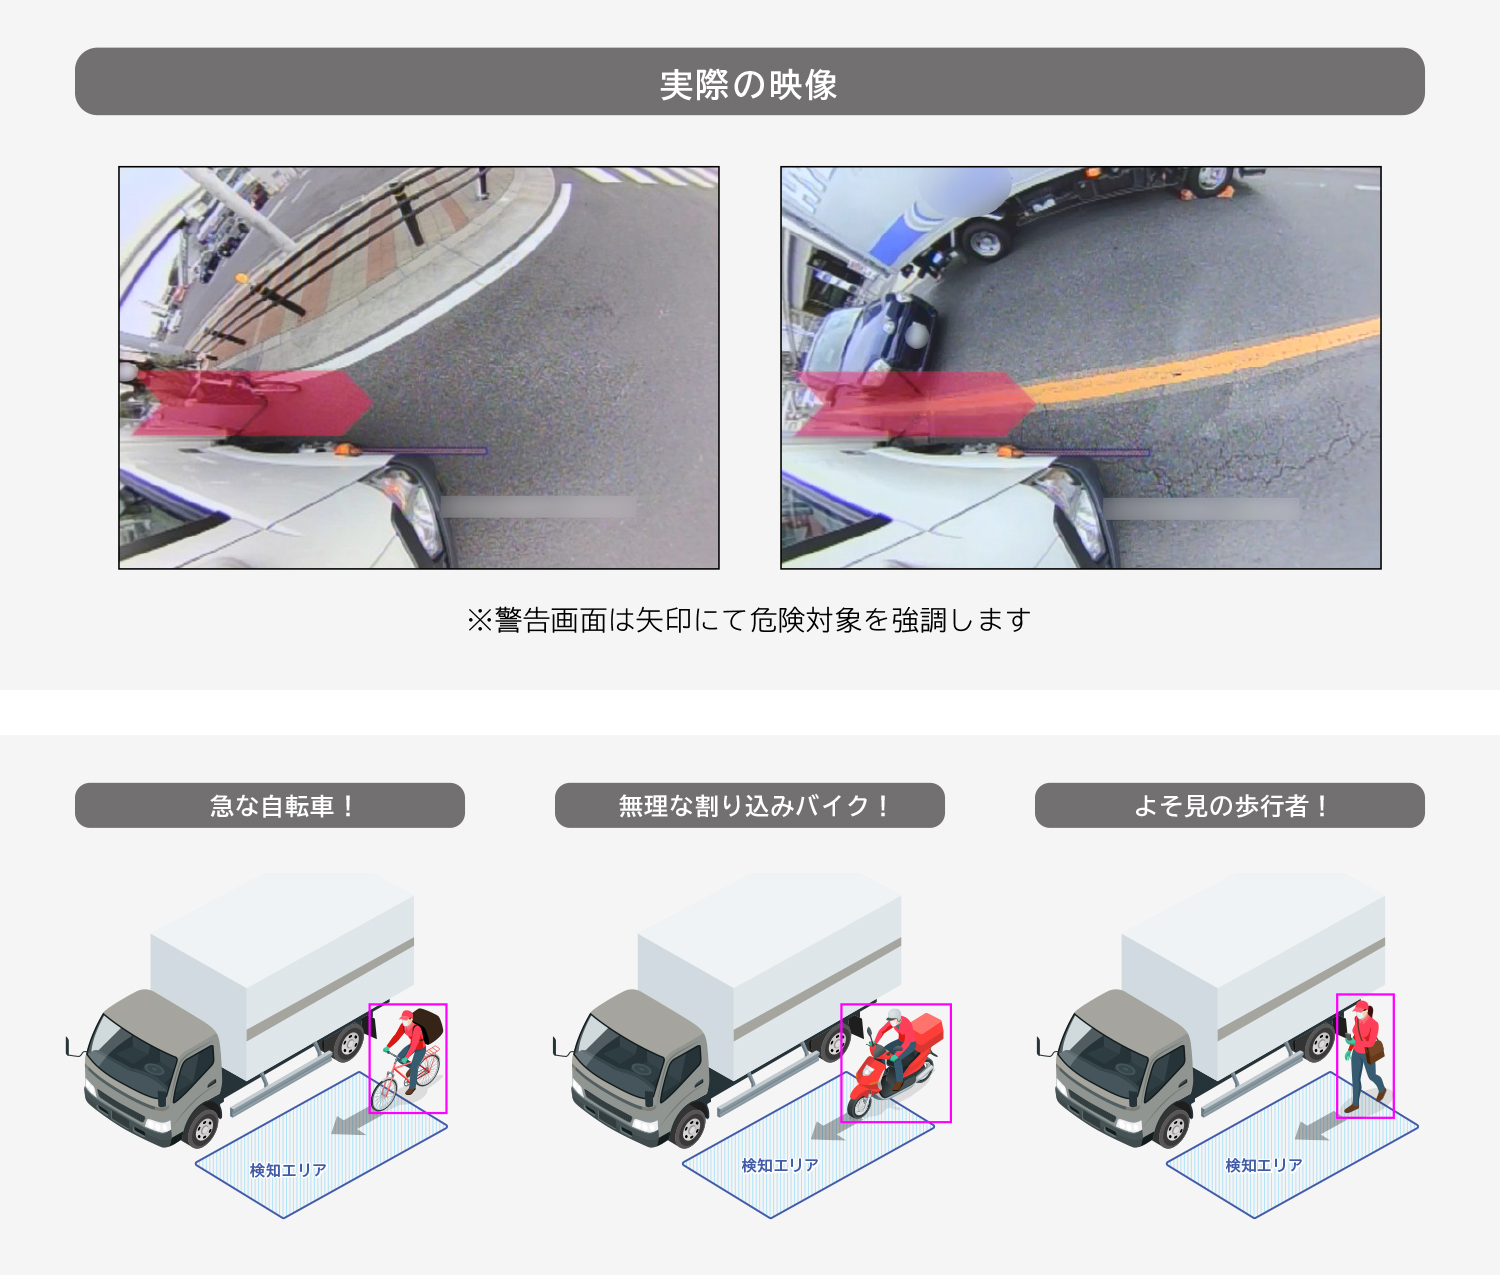 実際の映像
※警告画面は矢印にて危険対象を強調します
急な自転車！
無理な割り込みバイク！
よそ見の歩行者！
検知エリア
検知エリア
検知エリア